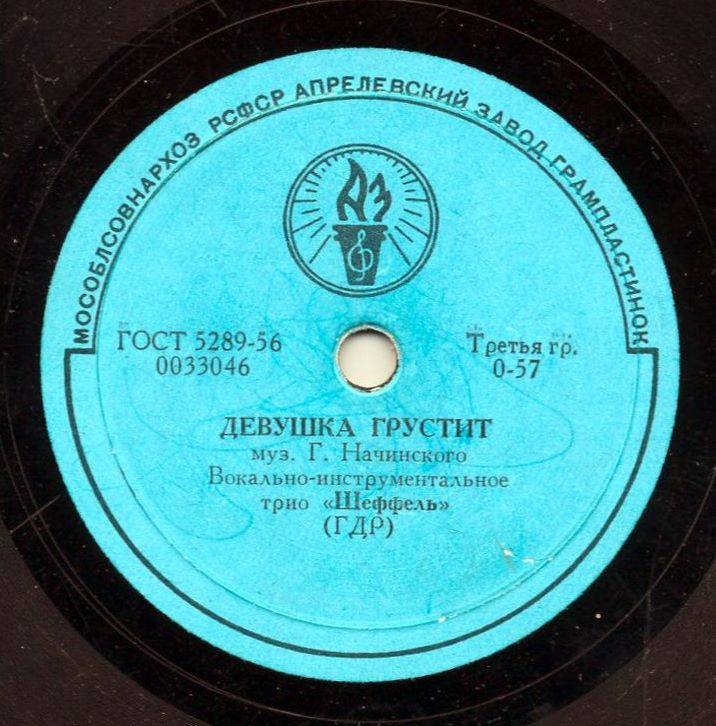 МОСОБЛСОВНАРХОЗ РСФСР АПРЕЛЕВСКИЙ ЗАВОД ГРАМПЛАСТИНОК
АЗ
ГОСТ 5289-56
0033046
Третья гр.
0-57
ДЕВУШКА ГРУСТИТ
муз. Г. Начинского
Вокально-инструментальное
трио «Шеффель»
(ГДР)